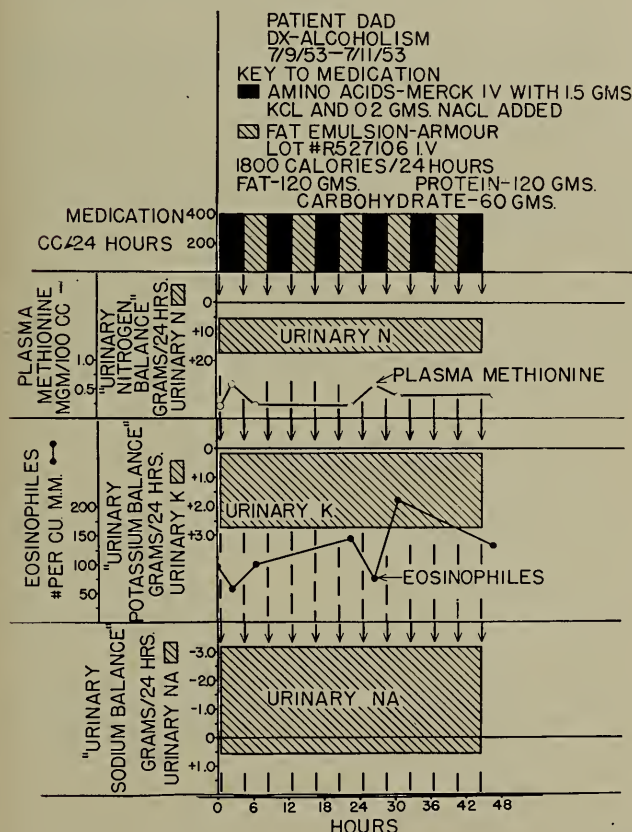 PATIENT DAD
DX-ALCOHOLISM
7/9/53-7/11/53
KEY TO MEDICATION
AMINO ACIDS-MERCK IV WITH 1.5 GMS
KCL AND 0.2 GMS. NACL ADDED
FAT EMULSION-ARMOUR
LOT #R527106 I.V
1800 CALORIES/24 HOURS
FAT-120 GMS. PROTEIN-120 GMS.
CARBOHYDRATE-60 GMS.
MEDICATION 400
CC/24 HOURS 200
PLASMA
METHIONINE
MGM/100 CC
1.0
0.5
"URINARY
NITROGEN
BALANCE"
GRAMS/24 HRS.
URINARY N
0
+10
+20
URINARY N
PLASMA METHIONINE
EOSINOPHILES
#PER CU. M.M.
200
150
100
50
"URINARY
POTASSIUM BALANCE"
GRAMS/24 HRS.
URINARY K
0
+1.0
+2.0
+3.0
URINARY K
EOSINOPHILES
"URINARY
SODIUM BALANCE"
GRAMS/24 HRS.
URINARY NA
-3.0
-2.0
-1.0
0
+1.0
URINARY NA
0 6 12 18 24 30 36 42 48
HOURS